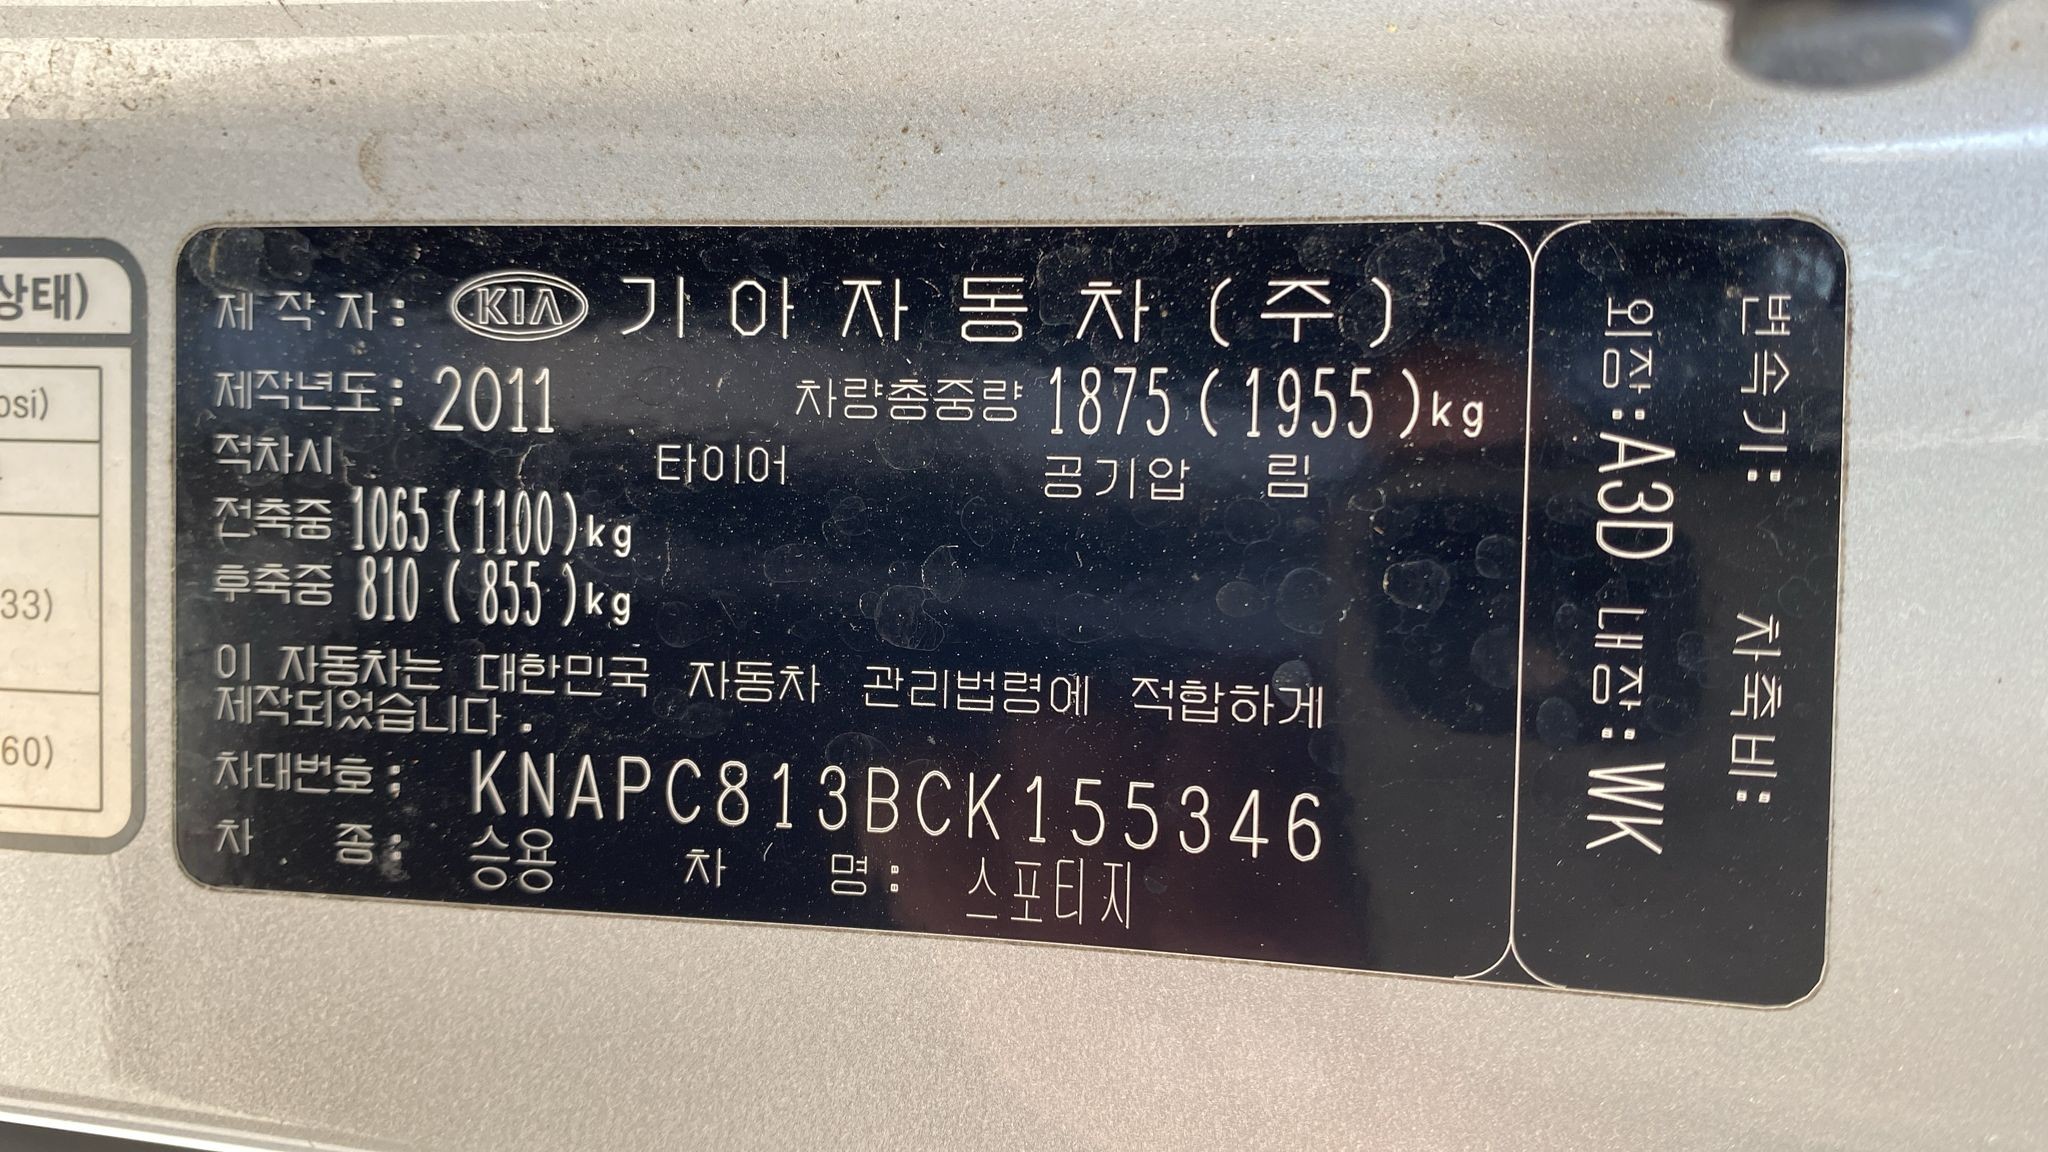 상태)
psi)
33)
60)
제 작 자 : KIA 기 아 자 동 차 ( 주 )
제작년도 : 2011 차량총중량 1875 ( 1955 ) kg
적차시 타이어 공기압 림
전축중 1065 ( 1100 ) kg
후축중 810 ( 855 ) kg
이 자동차는 대한민국 자동차 관리법령에 적합하게
제작되었습니다 .
차대번호 : KNAPC813BCK155346
차 종 : 승용 차 명 : 스포티지
변속기 : 차축비 :
외장 : A3D 내장 : WK